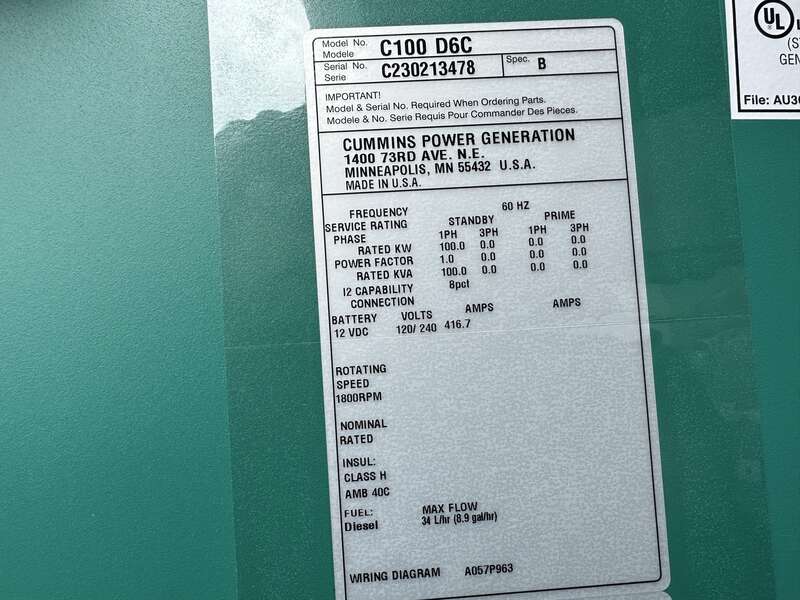 Model No. C100 D6C
Modele
Serial No. C230213478 Spec. B
Serie
IMPORTANT!
Model & Serial No. Required When Ordering Parts.
Modele & No. Serie Requis Pour Commander Des Pieces.
CUMMINS POWER GENERATION
1400 73RD AVE. N.E.
MINNEAPOLIS, MN 55432 U.S.A.
MADE IN U.S.A.
FREQUENCY 60 HZ
SERVICE RATING STANDBY PRIME
PHASE 1PH 3PH 1PH 3PH
RATED KW 100.0 0.0 0.0 0.0
POWER FACTOR 1.0 0.0 0.0 0.0
RATED KVA 100.0 0.0 0.0 0.0
I2 CAPABILITY 8pct
CONNECTION
BATTERY VOLTS AMPS AMPS
12 VDC 120/ 240 416.7
ROTATING
SPEED
1800RPM
NOMINAL
RATED
INSUL:
CLASS H
AMB 40C
FUEL: MAX FLOW
Diesel 34 L/hr (8.9 gal/hr)
WIRING DIAGRAM A057P963
UL
(S
GEN
File: AU3